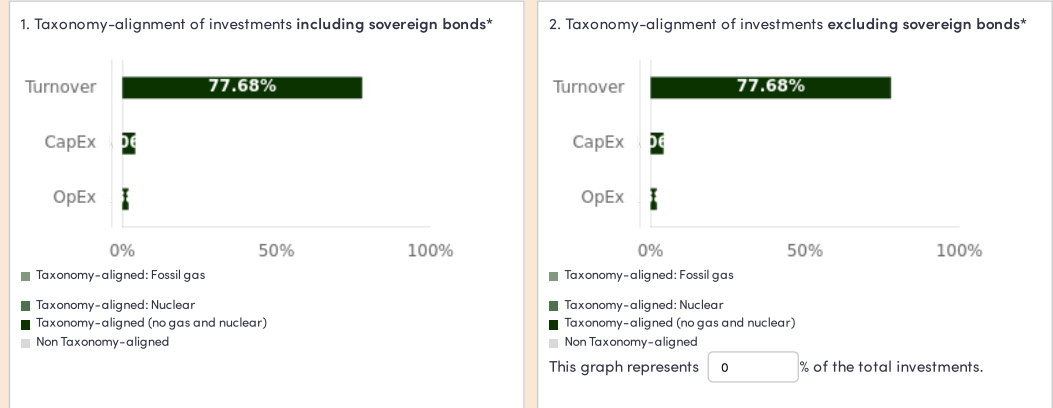 1. Taxonomy-alignment of investments including sovereign bonds*
Turnover
77.68%
CapEx
OpEx
0% 50% 100%
Taxonomy-aligned: Fossil gas
Taxonomy-aligned: Nuclear
Taxonomy-aligned (no gas and nuclear)
Non Taxonomy-aligned
2. Taxonomy-alignment of investments excluding sovereign bonds*
Turnover
77.68%
CapEx
OpEx
0% 50% 100%
Taxonomy-aligned: Fossil gas
Taxonomy-aligned: Nuclear
Taxonomy-aligned (no gas and nuclear)
Non Taxonomy-aligned
This graph represents 0 % of the total investments.